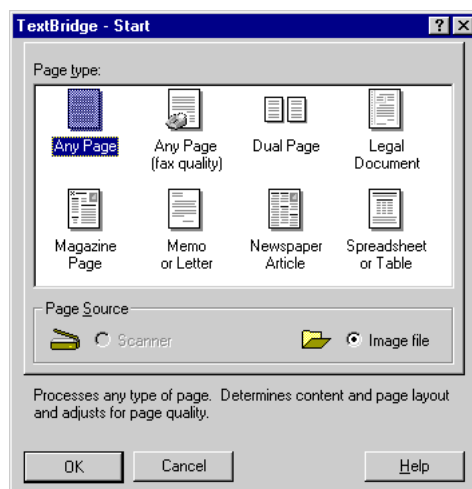 TextBridge - Start
Page type:
Any Page
Any Page
(fax quality)
Dual Page
Legal
Document
Magazine
Page
Memo
or Letter
Newspaper
Article
Spreadsheet
or Table
Page Source
Scanner
Image file
Processes any type of page. Determines content and page layout
and adjusts for page quality.
OK
Cancel
Help